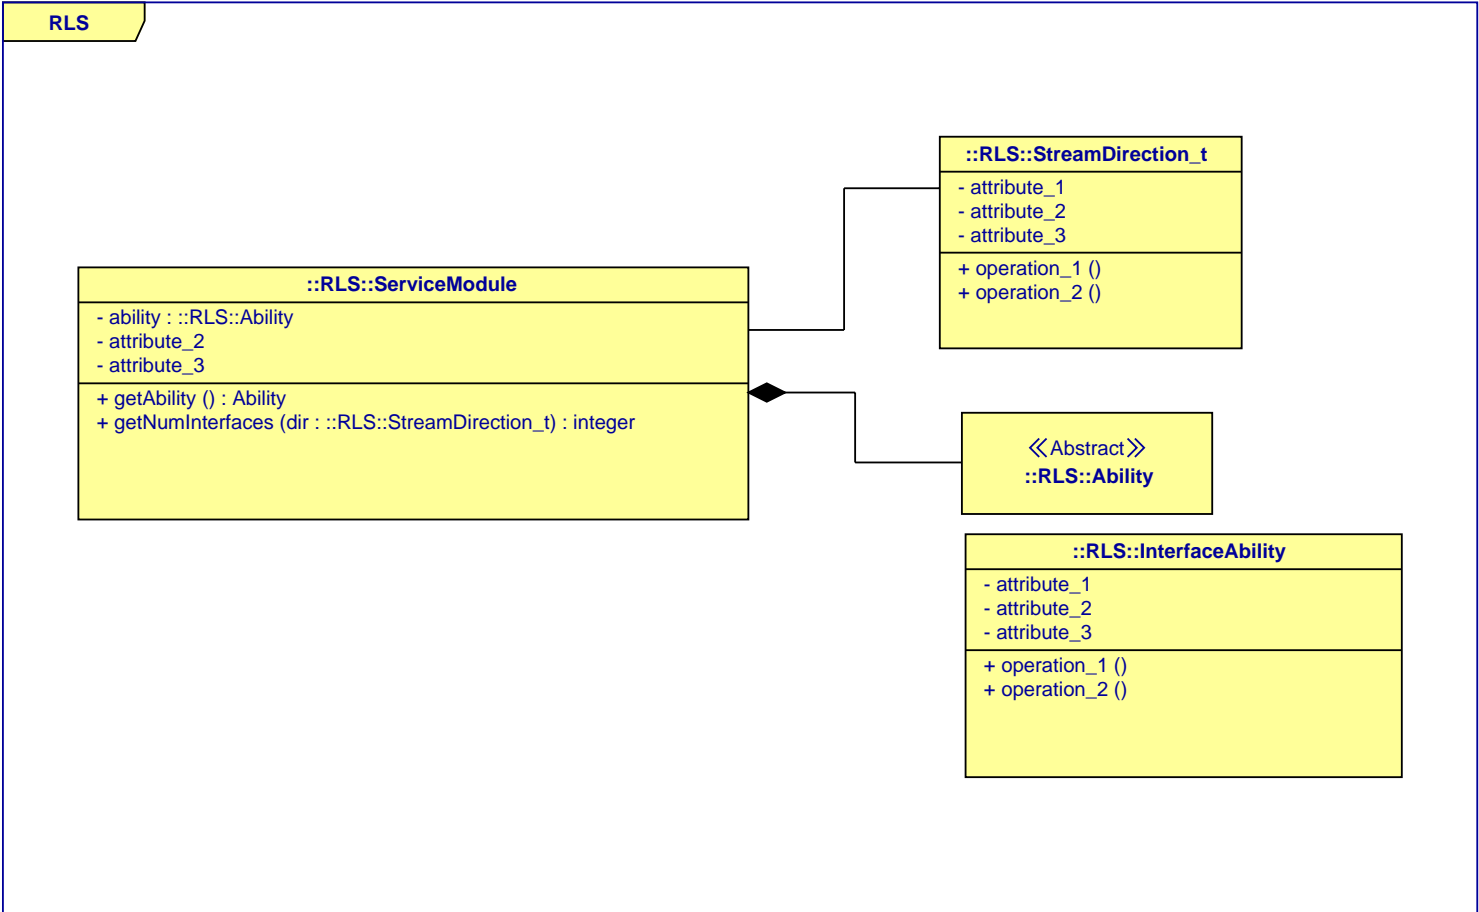 RLS
::RLS::StreamDirection_t
- attribute_1
- attribute_2
- attribute_3
+ operation_1 ()
+ operation_2 ()
::RLS::ServiceModule
- ability : ::RLS::Ability
- attribute_2
- attribute_3
+ getAbility () : Ability
+ getNumInterfaces (dir : ::RLS::StreamDirection_t) : integer
≪Abstract≫
::RLS::Ability
::RLS::InterfaceAbility
- attribute_1
- attribute_2
- attribute_3
+ operation_1 ()
+ operation_2 ()